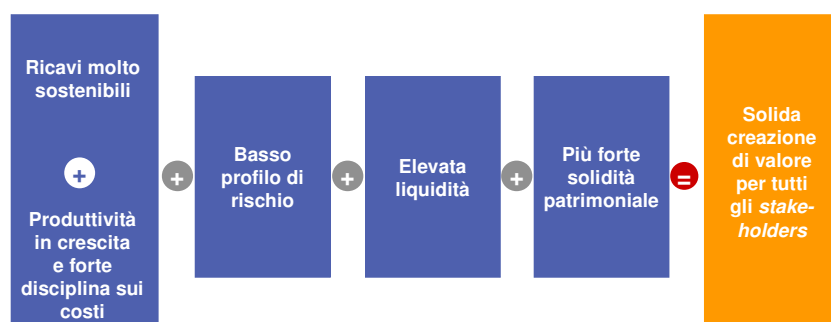 Ricavi molto
sostenibili
+
Produttività
in crescita
e forte
disciplina sui
costi
+
Basso
profilo di
rischio
+
Elevata
liquidità
+
Più forte
solidità
patrimoniale
=
Solida
creazione
di valore
per tutti
gli stake-
holders